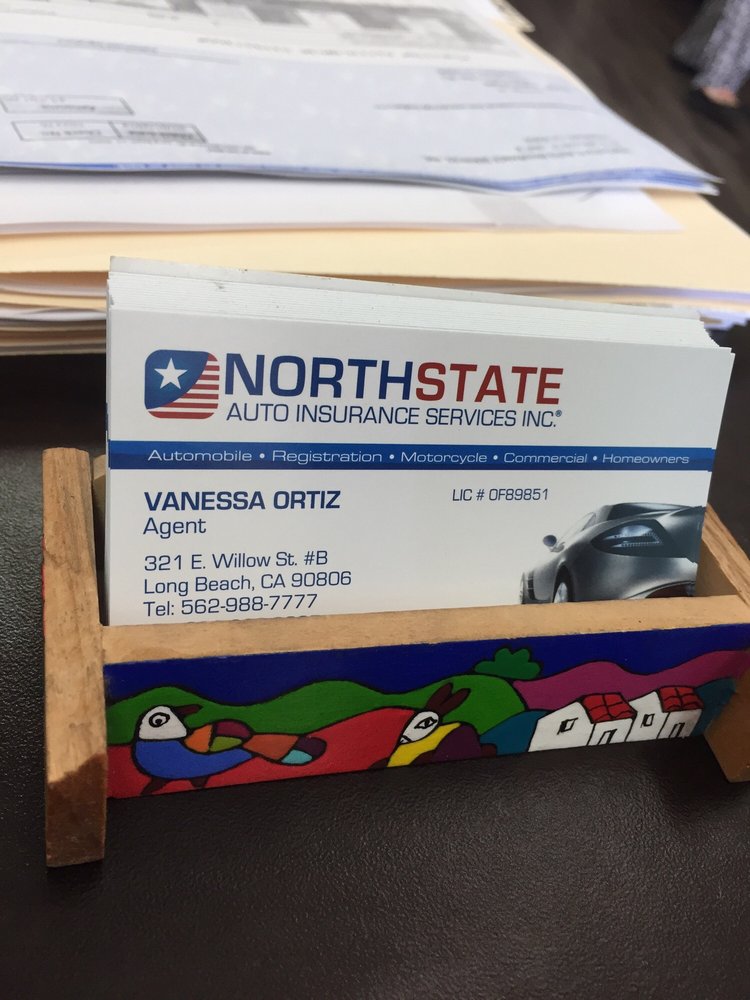 NORTHSTATE
AUTO INSURANCE SERVICES INC.®
Automobile • Registration • Motorcycle • Commercial • Homeowners
VANESSA ORTIZ
LIC # 0F89851
Agent
321 E. Willow St. #B
Long Beach, CA 90806
Tel: 562-988-7777